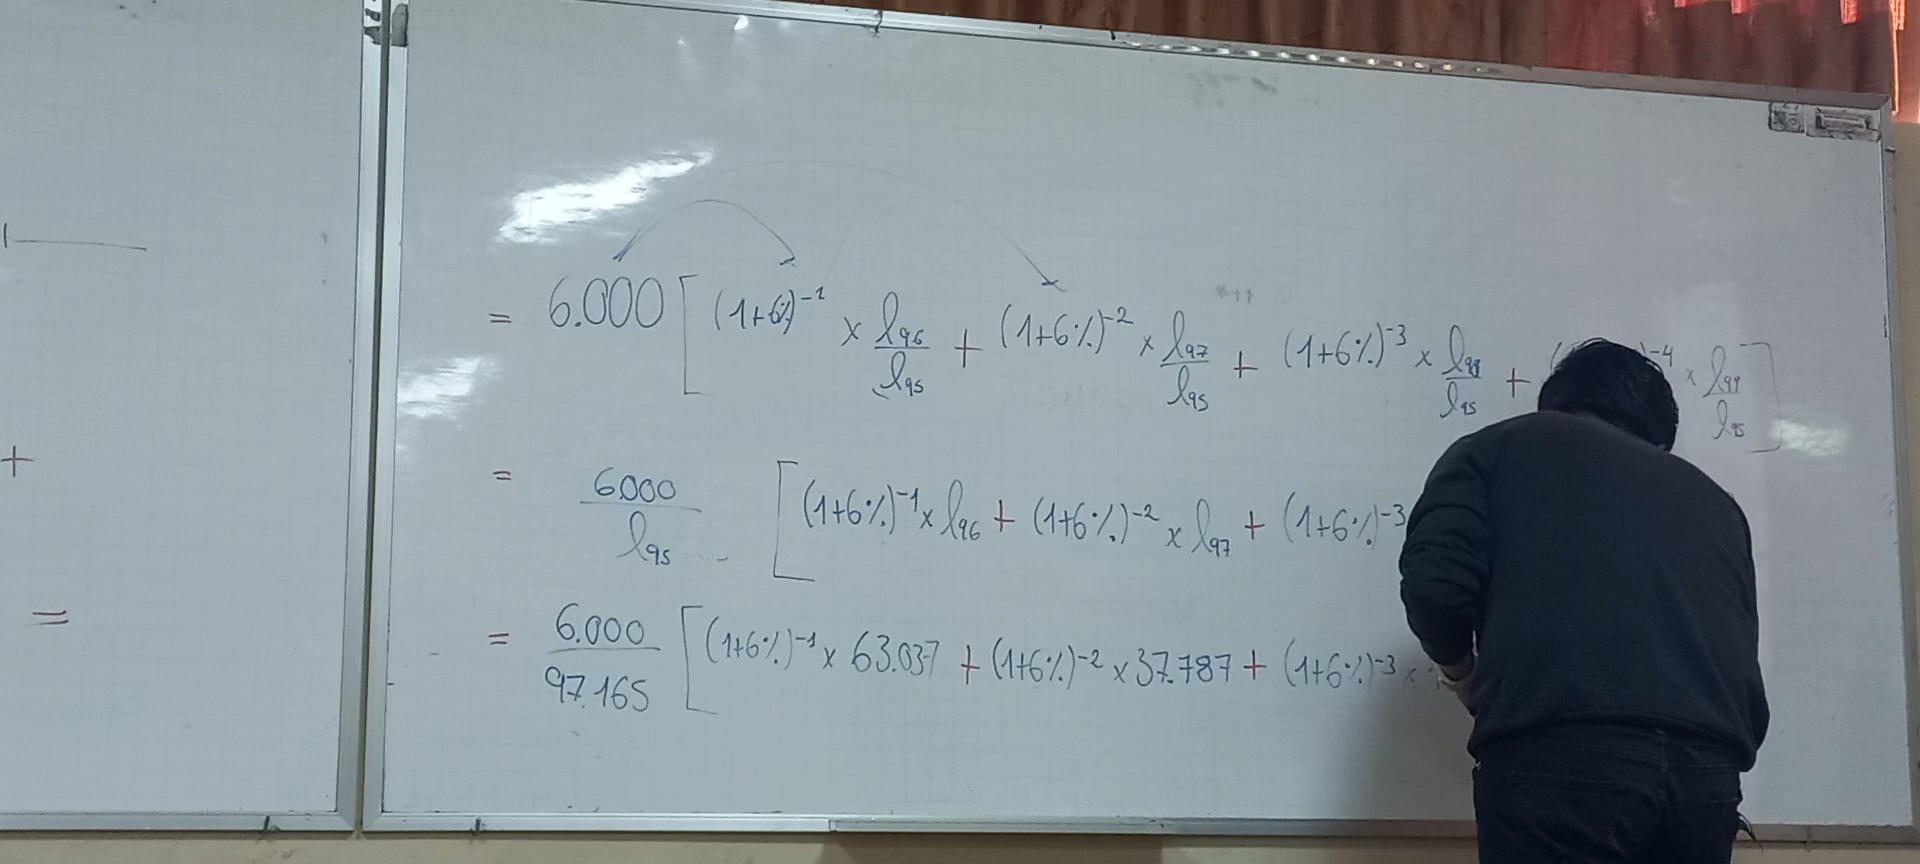 = 6.000 [ (1+6%)⁻¹ × l₉₆/l₉₅ + (1+6%)⁻² × l₉₇/l₉₅ + (1+6%)⁻³ × l₉₈/l₉₅ + )⁻⁴ × l₉₉/l₉₅ ]
+
= 6000/l₉₅ [ (1+6%)⁻¹ × l₉₆ + (1+6%)⁻² × l₉₇ + (1+6%)⁻³
=
= 6.000/97.165 [ (1+6%)⁻¹ × 63.037 + (1+6%)⁻² × 37.787 + (1+6%)⁻³ ×